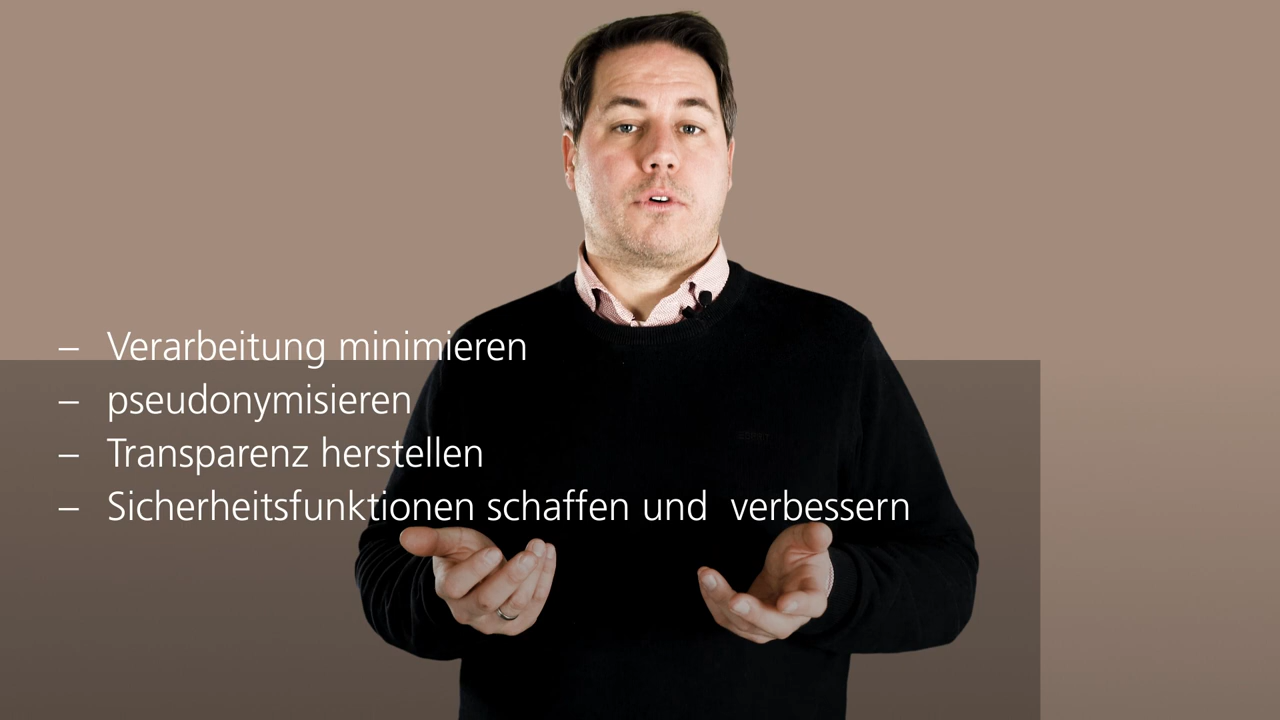 – Verarbeitung minimieren
– pseudonymisieren
– Transparenz herstellen
– Sicherheitsfunktionen schaffen und  verbessern